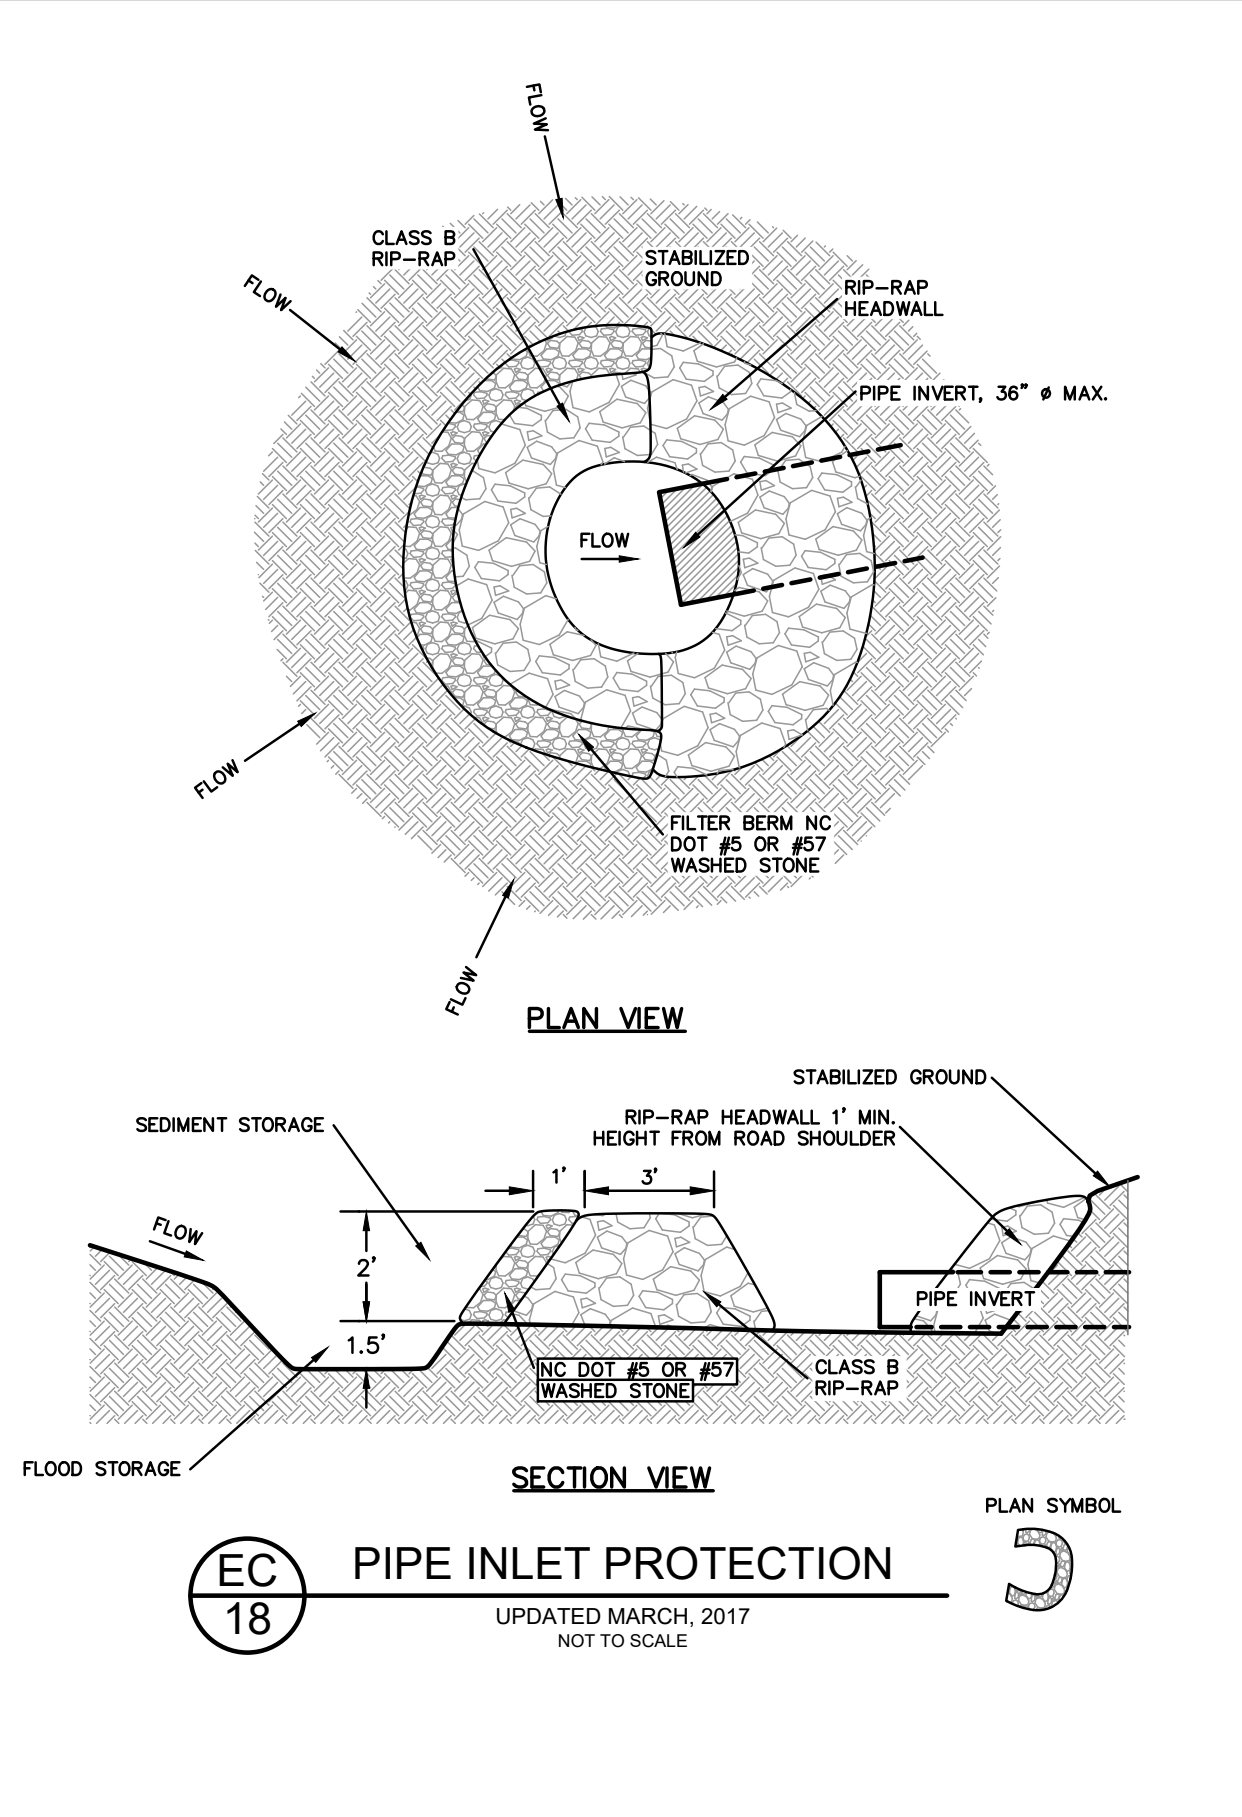 FLOW
CLASS B
RIP-RAP
STABILIZED
GROUND
FLOW
RIP-RAP
HEADWALL
PIPE INVERT, 36" ø MAX.
FLOW
FLOW
FILTER BERM NC
DOT #5 OR #57
WASHED STONE
FLOW
PLAN VIEW
STABILIZED GROUND
RIP-RAP HEADWALL 1' MIN.
HEIGHT FROM ROAD SHOULDER
SEDIMENT STORAGE
1'
3'
FLOW
2'
PIPE INVERT
1.5'
NC DOT #5 OR #57
WASHED STONE
CLASS B
RIP-RAP
FLOOD STORAGE
SECTION VIEW
PLAN SYMBOL
EC
18
PIPE INLET PROTECTION
UPDATED MARCH, 2017
NOT TO SCALE